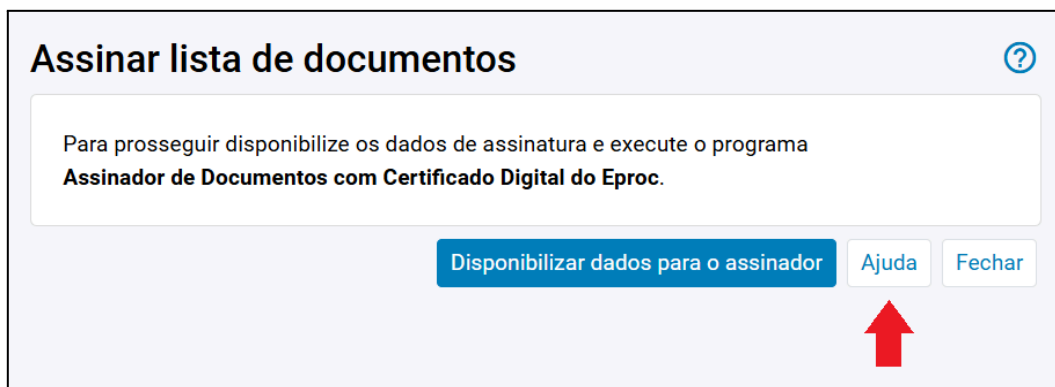 Assinar lista de documentos
?
Para prosseguir disponibilize os dados de assinatura e execute o programa
Assinador de Documentos com Certificado Digital do Eproc.
Disponibilizar dados para o assinador Ajuda Fechar